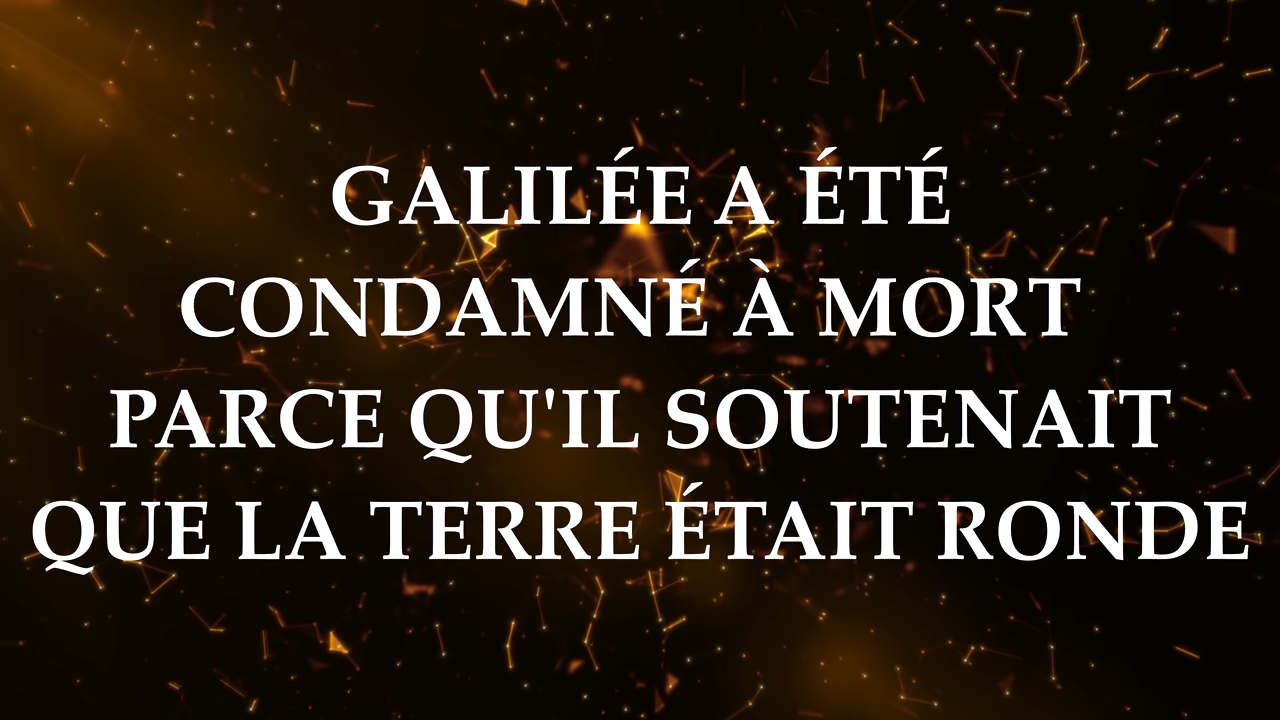 GALILÉE A ÉTÉ
CONDAMNÉ À MORT
PARCE QU'IL SOUTENAIT
QUE LA TERRE ÉTAIT RONDE